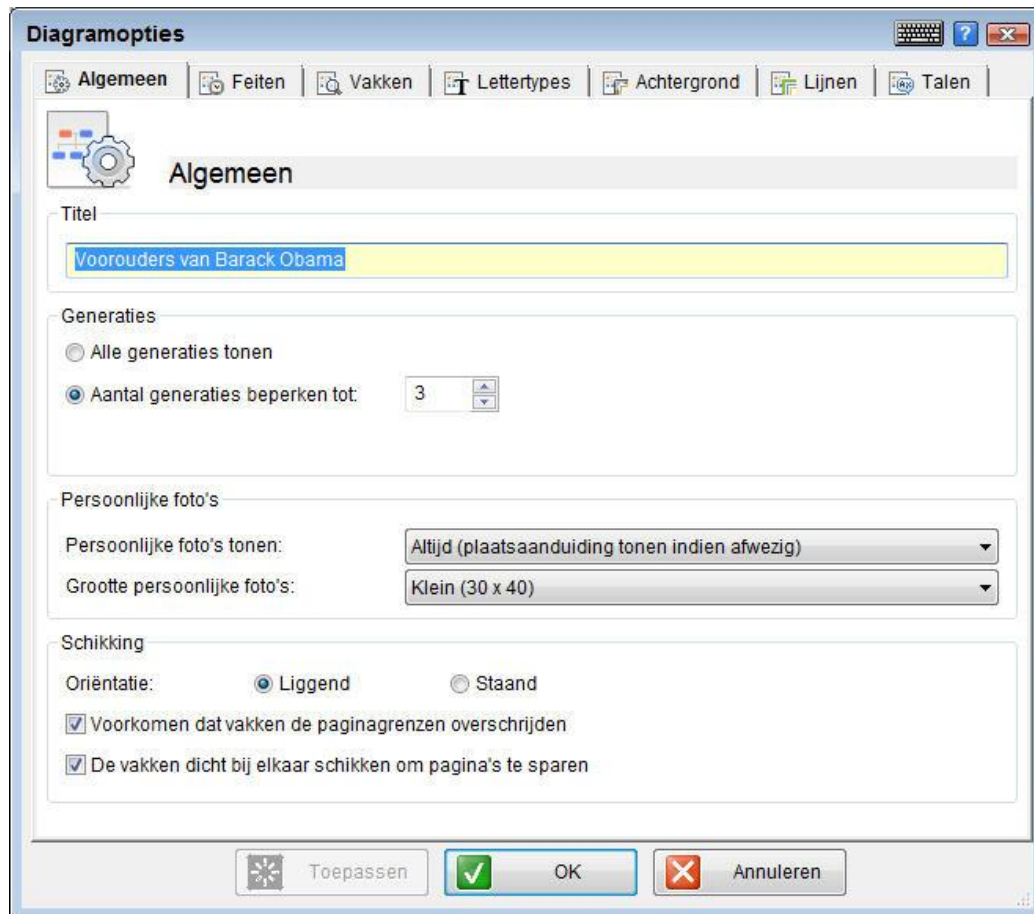 Diagramopties
?
Algemeen Feiten Vakken Lettertypes Achtergrond Lijnen Talen
Algemeen
Titel
Voorouders van Barack Obama
Generaties
Alle generaties tonen
Aantal generaties beperken tot: 3
Persoonlijke foto's
Persoonlijke foto's tonen: Altijd (plaatsaanduiding tonen indien afwezig)
Grootte persoonlijke foto's: Klein (30 x 40)
Schikking
Oriëntatie: Liggend Staand
Voorkomen dat vakken de paginagrenzen overschrijden
De vakken dicht bij elkaar schikken om pagina's te sparen
Toepassen OK Annuleren